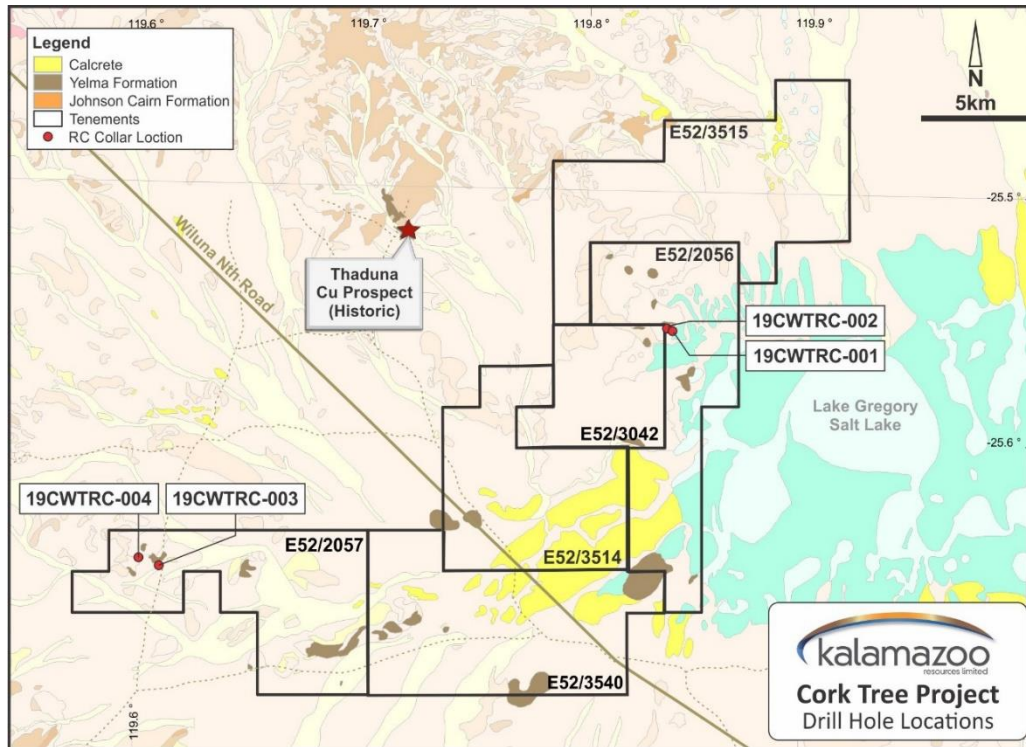 119.6
119.7
119.8
119.9
Legend
Calcrete
Yelma Formation
Johnson Cairn Formation
Tenements
RC Collar Loction
N
5km
E52/3515
-25.5
Wiluna Nth Road
Thaduna
Cu Prospect
(Historic)
E52/2056
19CWTRC-002
19CWTRC-001
Lake Gregory
Salt Lake
E52/3042
-25.6
19CWTRC-004
19CWTRC-003
E52/2057
E52/3514
E52/3540
119.6
kalamazoo
resources limited
Cork Tree Project
Drill Hole Locations